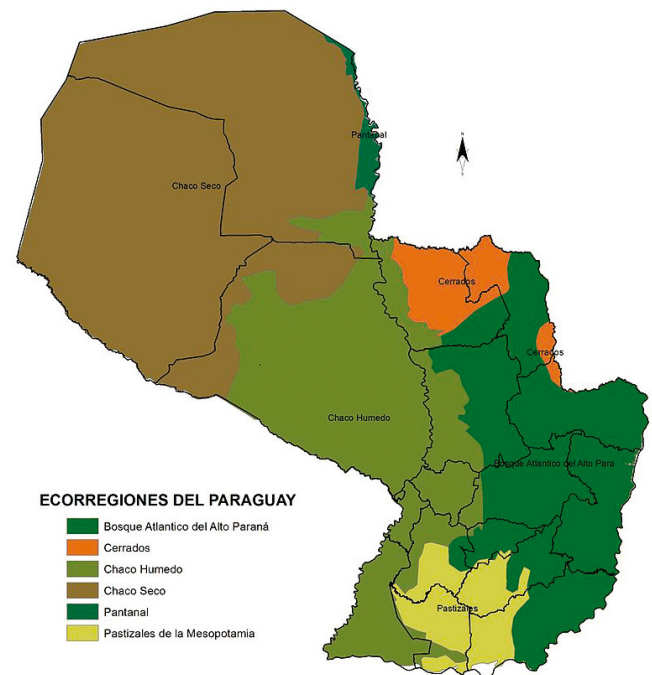 N
Pantanal
Chaco Seco
Cerrados
Cerrados
Chaco Humedo
Bosque Atlantico del Alto Para
Pastizales
ECORREGIONES DEL PARAGUAY
Bosque Atlantico del Alto Paraná
Cerrados
Chaco Humedo
Chaco Seco
Pantanal
Pastizales de la Mesopotamia